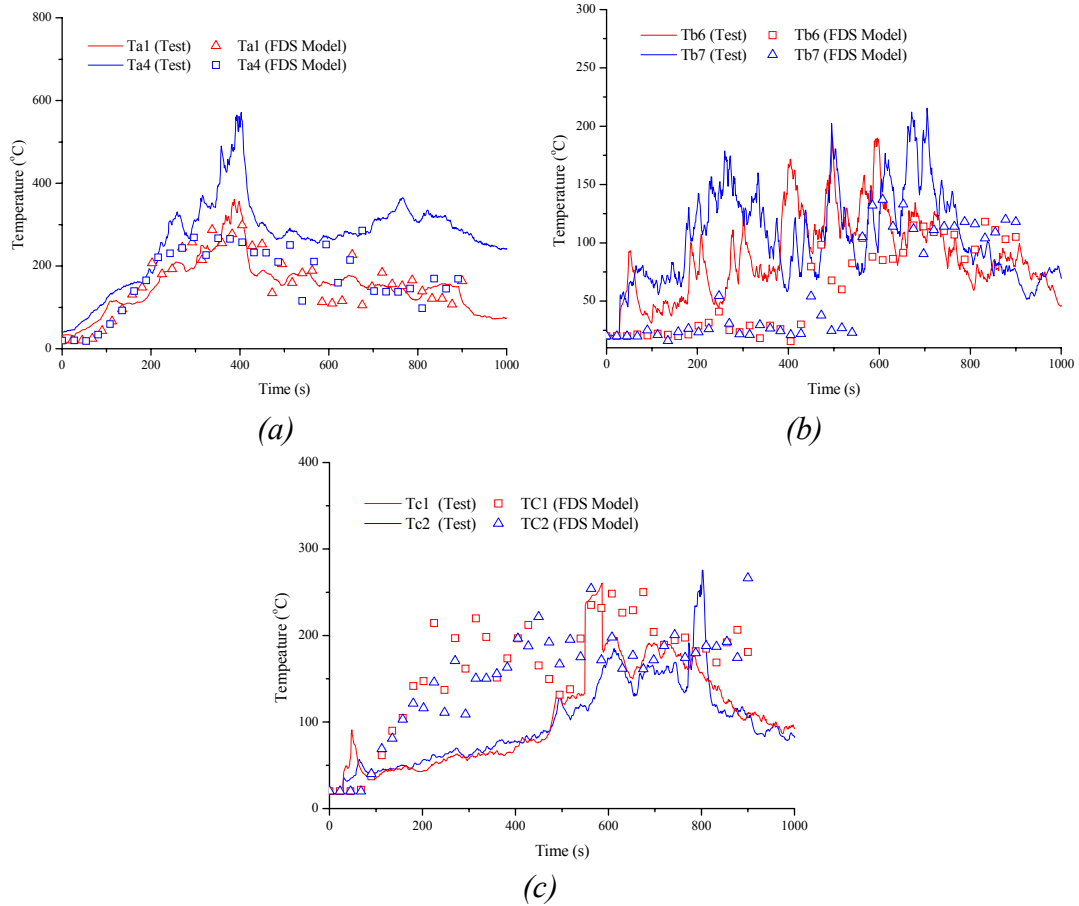 800
600
400
200
0
Temperature (°C)
Ta1 (Test) Ta1 (FDS Model)
Ta4 (Test) Ta4 (FDS Model)
0 200 400 600 800 1000
Time (s)
(a)
300
250
200
150
100
50
Temperature (°C)
Tb6 (Test) Tb6 (FDS Model)
Tb7 (Test) Tb7 (FDS Model)
0 200 400 600 800 1000
Time (s)
(b)
400
300
200
100
0
Tempeature (°C)
Tc1 (Test) TC1 (FDS Model)
Tc2 (Test) TC2 (FDS Model)
0 200 400 600 800 1000
Time (s)
(c)